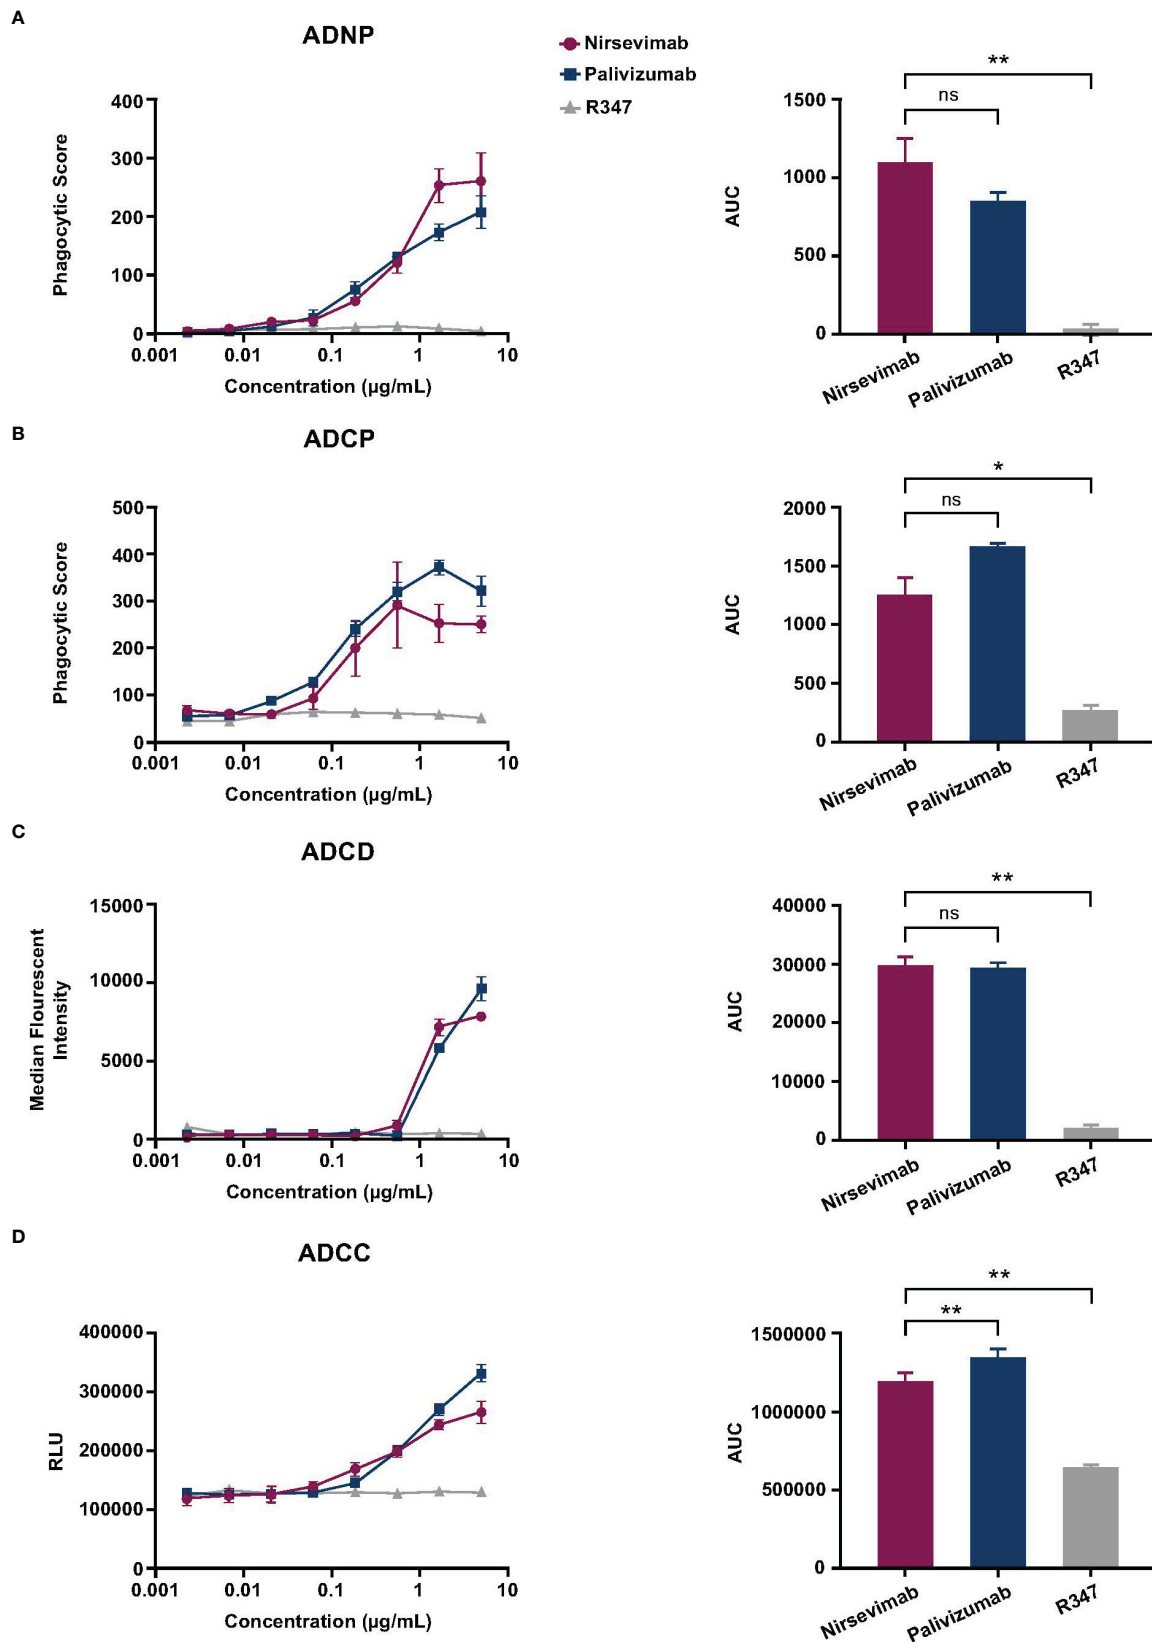 A
ADNP
Nirsevimab
Palivizumab
R347
400
300
200
100
0
Phagocytic Score
0.001
0.01
0.1
1
10
Concentration (µg/mL)
**
ns
1500
1000
500
0
AUC
Nirsevimab
Palivizumab
R347
B
ADCP
500
400
300
200
100
0
Phagocytic Score
0.001
0.01
0.1
1
10
Concentration (µg/mL)
*
ns
2000
1500
1000
500
0
AUC
Nirsevimab
Palivizumab
R347
C
ADCD
15000
10000
5000
0
Median Flourescent
Intensity
0.001
0.01
0.1
1
10
Concentration (µg/mL)
**
ns
40000
30000
20000
10000
0
AUC
Nirsevimab
Palivizumab
R347
D
ADCC
400000
300000
200000
100000
0
RLU
0.001
0.01
0.1
1
10
Concentration (µg/mL)
**
**
1500000
1000000
500000
0
AUC
Nirsevimab
Palivizumab
R347